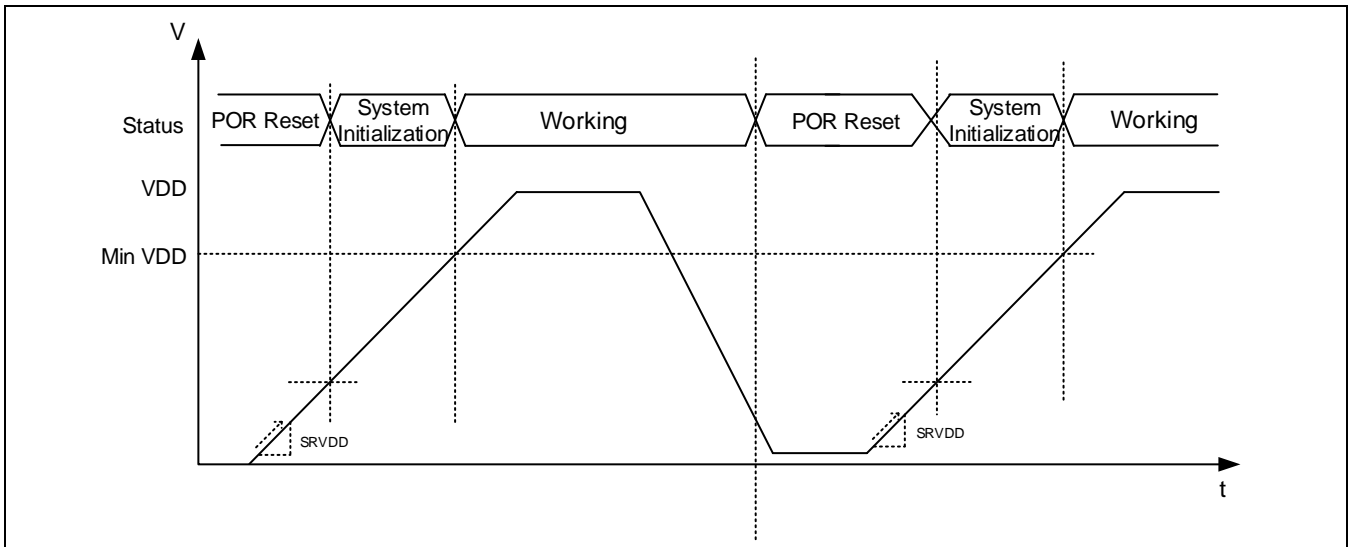 V
Status
POR Reset
System
Initialization
Working
POR Reset
System
Initialization
Working
VDD
Min VDD
SRVDD
SRVDD
t